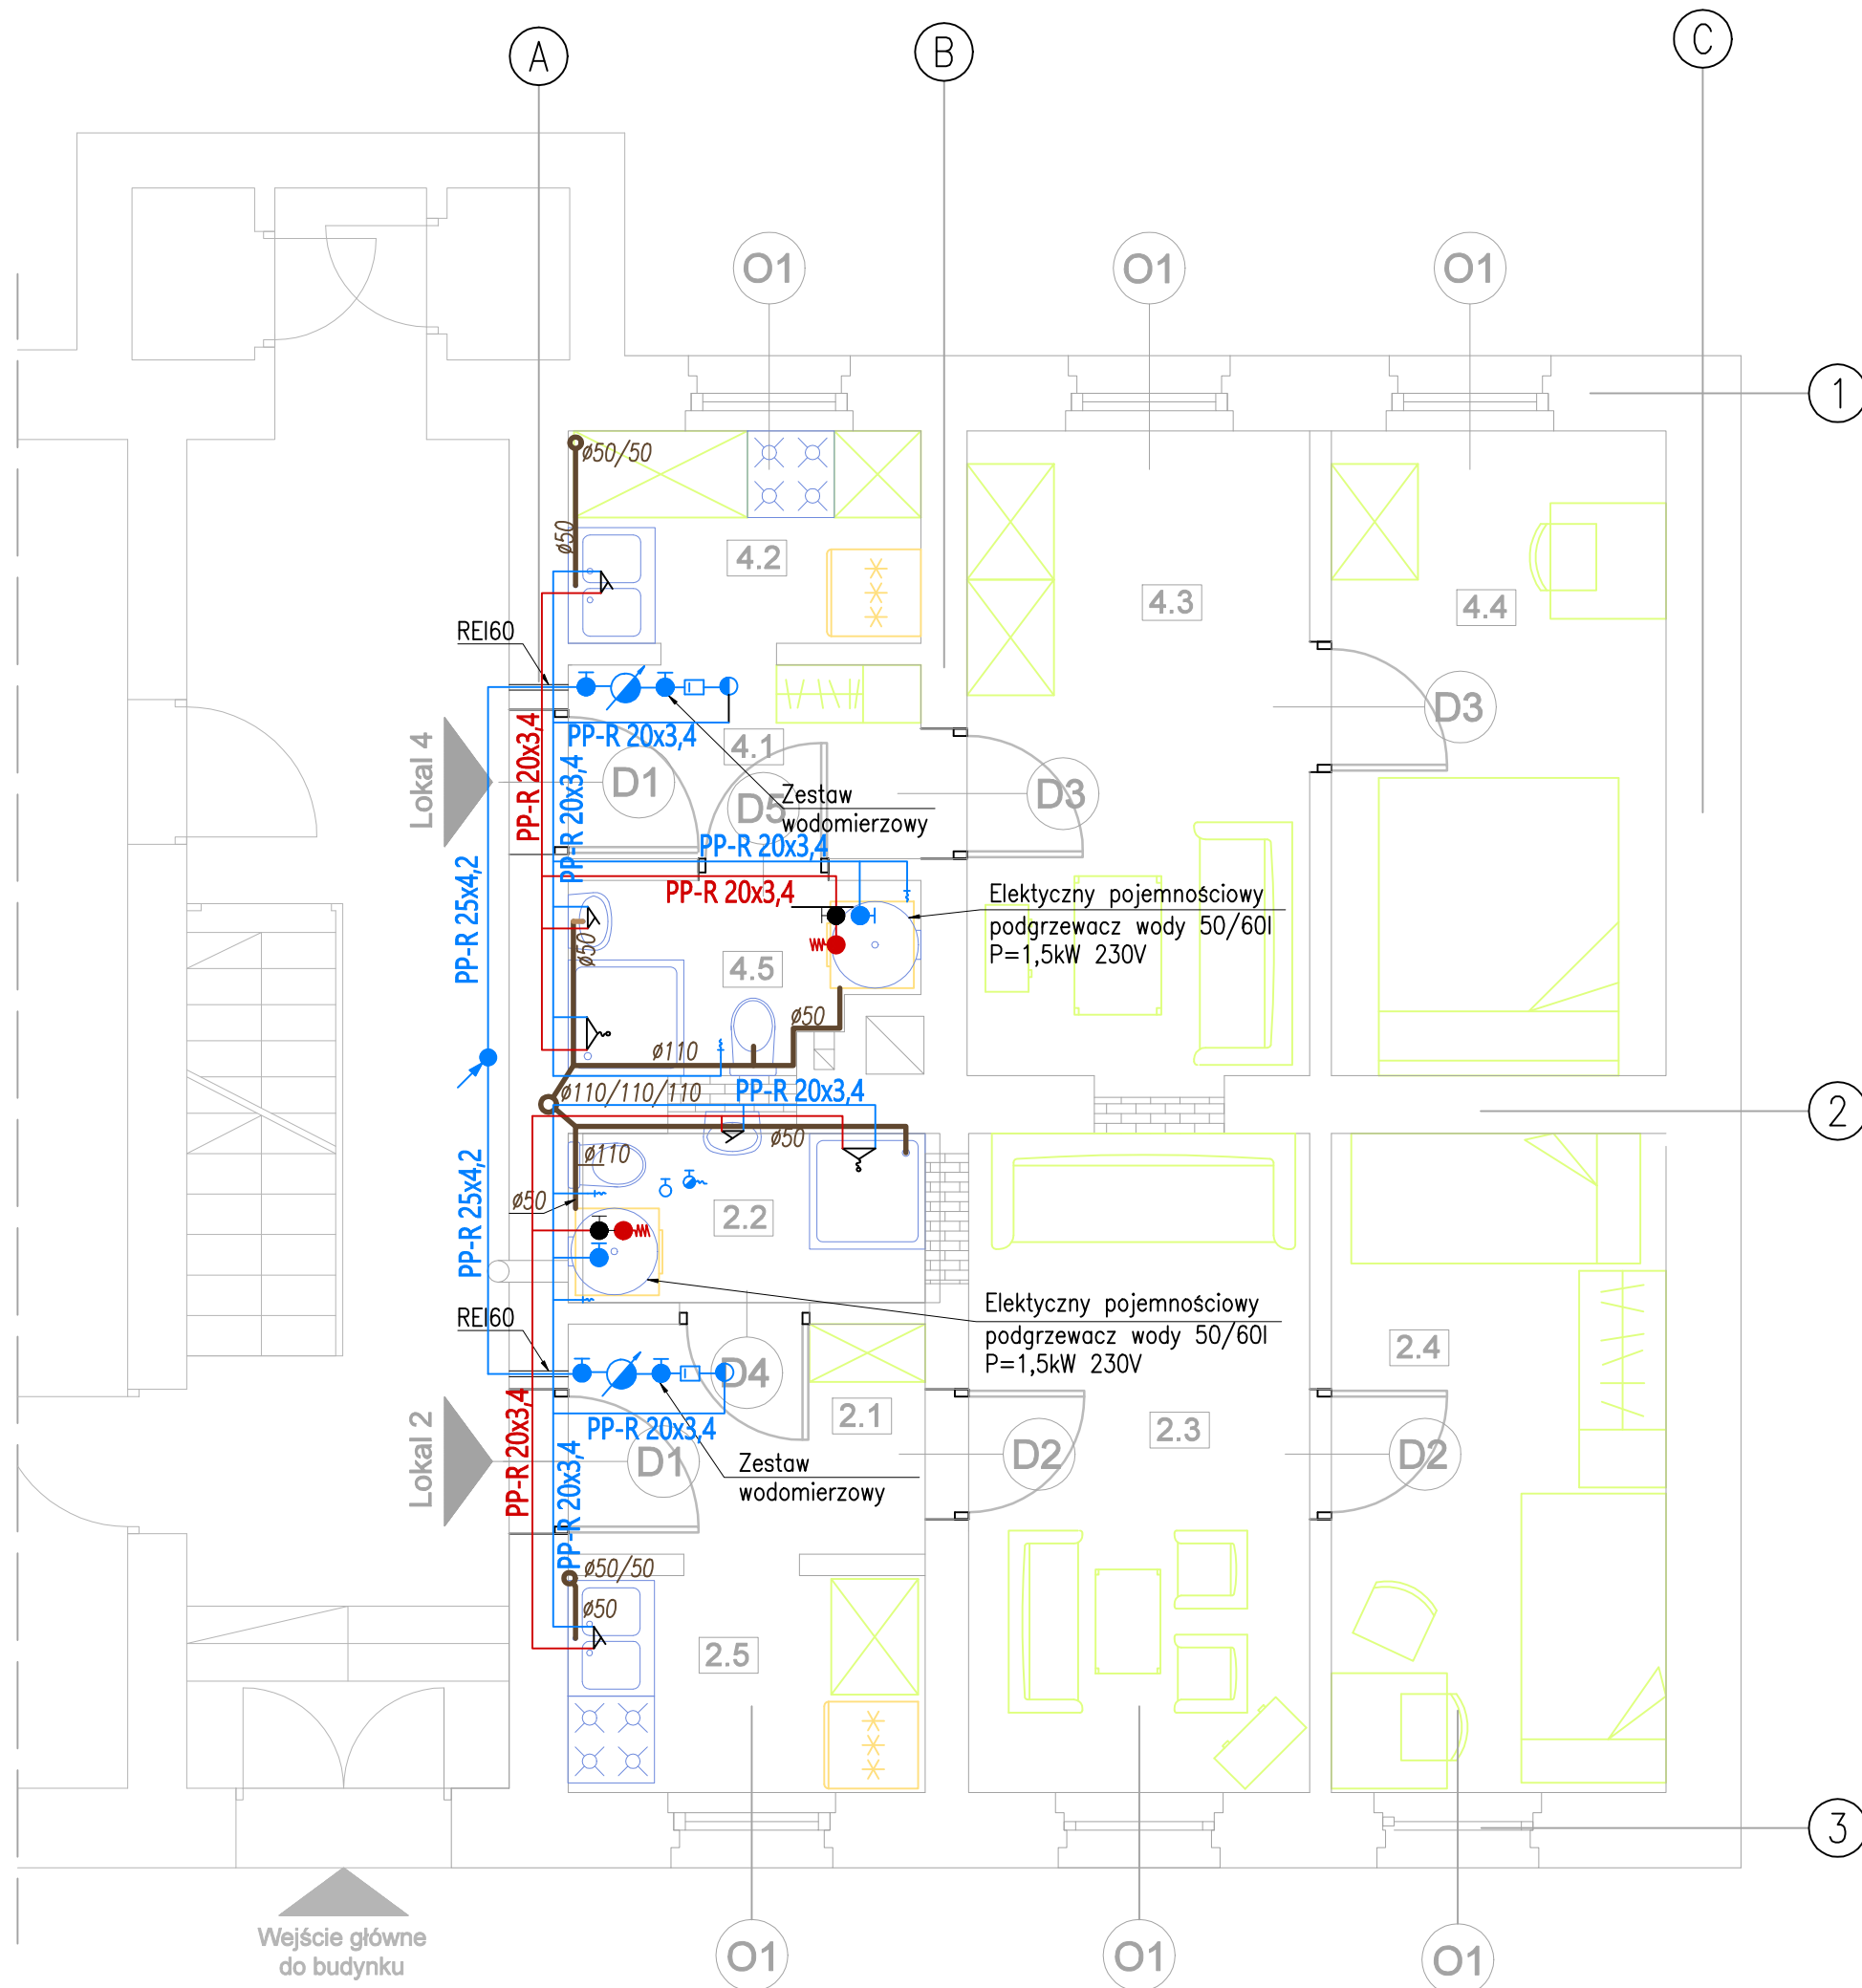 A
B
C
O1
O1
O1
1
ø50/50
ø50
4.2
4.3
4.4
REI60
D3
PP-R 20x3,4
PP-R 20x3,4
4.1
Lokal 4
PP-R 20x3,4
D1
D5
Zestaw
wodomierzowy
D3
PP-R 20x3,4
PP-R 20x3,4
PP-R 25x4,2
Elektyczny pojemnościowy
podgrzewacz wody 50/60l
P=1,5kW 230V
ø50
4.5
ø50
ø110
ø110/110/110
PP-R 20x3,4
2
ø50
ø110
PP-R 25x4,2
ø50
2.2
Elektyczny pojemnościowy
podgrzewacz wody 50/60l
P=1,5kW 230V
REI60
2.4
D4
PP-R 20x3,4
2.1
2.3
PP-R 20x3,4
Lokal 2
D1
D2
D2
Zestaw
wodomierzowy
PP-R 20x3,4
ø50/50
ø50
2.5
3
Wejście główne
do budynku
O1
O1
O1